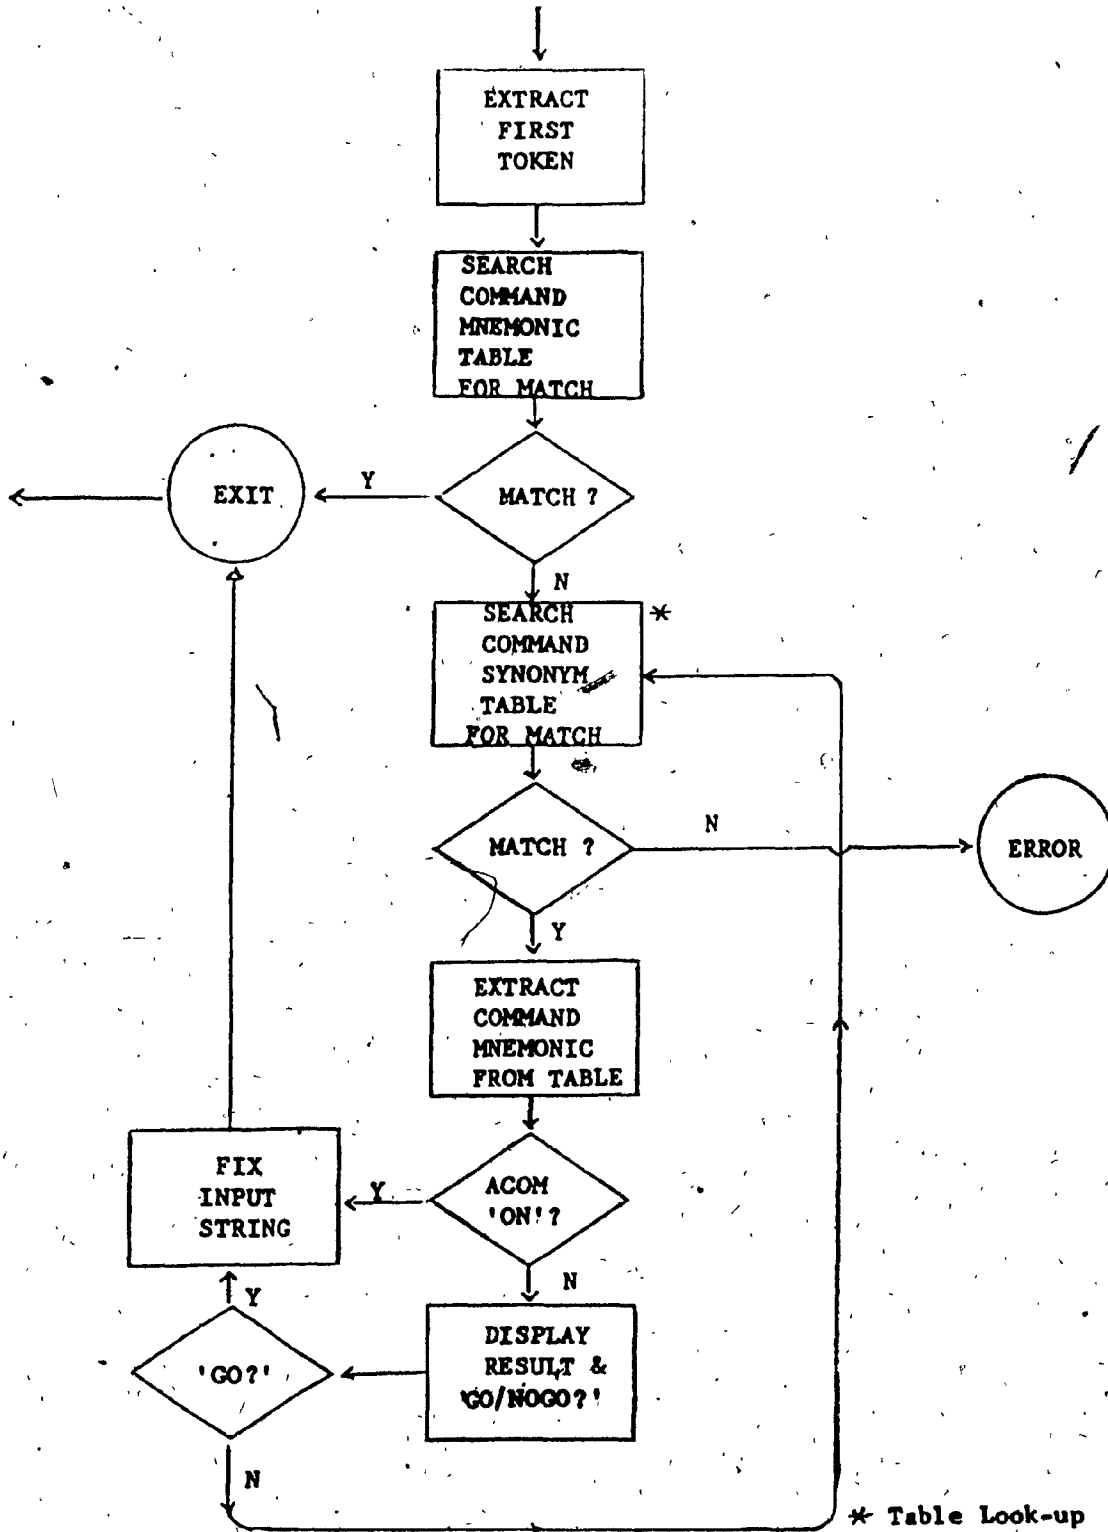 EXTRACT
FIRST
TOKEN
SEARCH
COMMAND
MNEMONIC
TABLE
FOR MATCH
EXIT
Y
MATCH ?
N
SEARCH
COMMAND
SYNONYM
TABLE
FOR MATCH
*
MATCH ?
N
ERROR
Y
EXTRACT
COMMAND
MNEMONIC
FROM TABLE
FIX
INPUT
STRING
Y
ACOM
'ON'?
N
Y
'GO?'
DISPLAY
RESULT &
'GO/NOGO?'
N
* Table Look-up